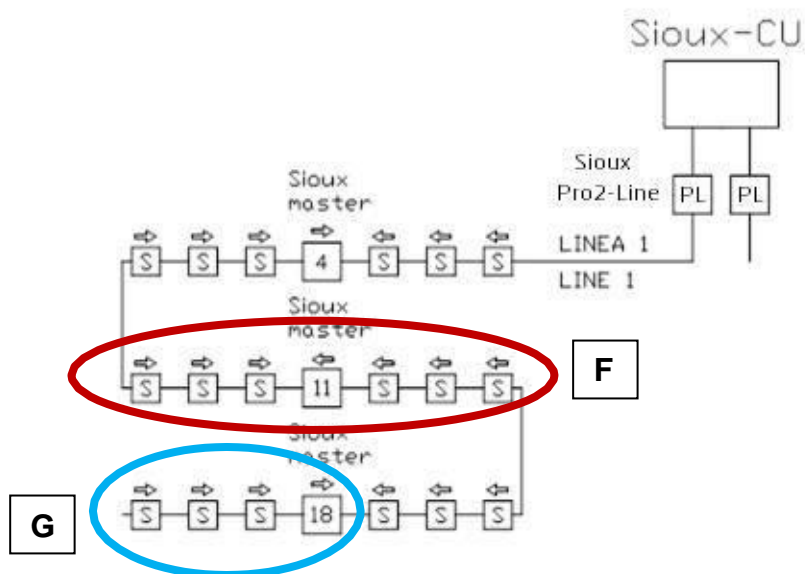 Sioux-CU
Sioux
Pro2-Line
PL PL
Sioux
master
S S S 4 S S S
LINEA 1
LINE 1
Sioux
master
S S S 11 S S S
F
Sioux
master
S S S 18 S S S
G